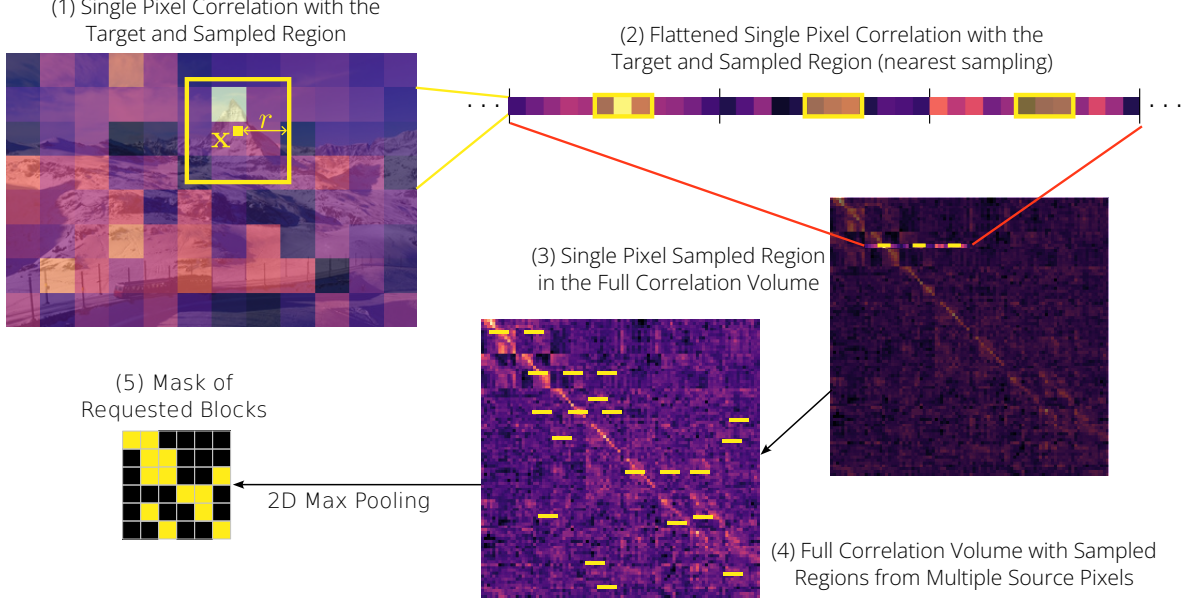 (1) Single Pixel Correlation with the
Target and Sampled Region
x
r
(2) Flattened Single Pixel Correlation with the
Target and Sampled Region (nearest sampling)
· · ·
· · ·
(3) Single Pixel Sampled Region
in the Full Correlation Volume
(4) Full Correlation Volume with Sampled
Regions from Multiple Source Pixels
2D Max Pooling
(5) Mask of
Requested Blocks